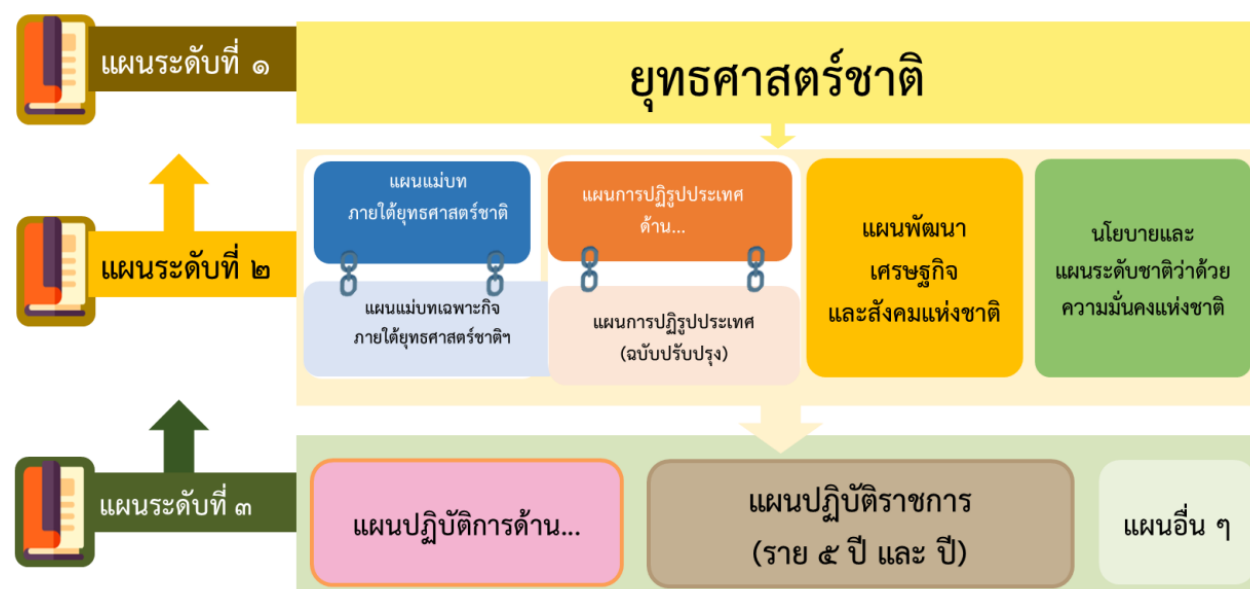 แผนระดับที่ ๑
ยุทธศาสตร์ชาติ
แผนระดับที่ ๒
แผนแม่บท
ภายใต้ยุทธศาสตร์ชาติ
แผนแม่บทเฉพาะกิจ
ภายใต้ยุทธศาสตร์ชาติฯ
แผนการปฏิรูปประเทศ
ด้าน...
แผนการปฏิรูปประเทศ
(ฉบับปรับปรุง)
แผนพัฒนา
เศรษฐกิจ
และสังคมแห่งชาติ
นโยบายและ
แผนระดับชาติว่าด้วย
ความมั่นคงแห่งชาติ
แผนระดับที่ ๓
แผนปฏิบัติการด้าน...
แผนปฏิบัติราชการ
(ราย ๕ ปี และ ปี)
แผนอื่น ๆ